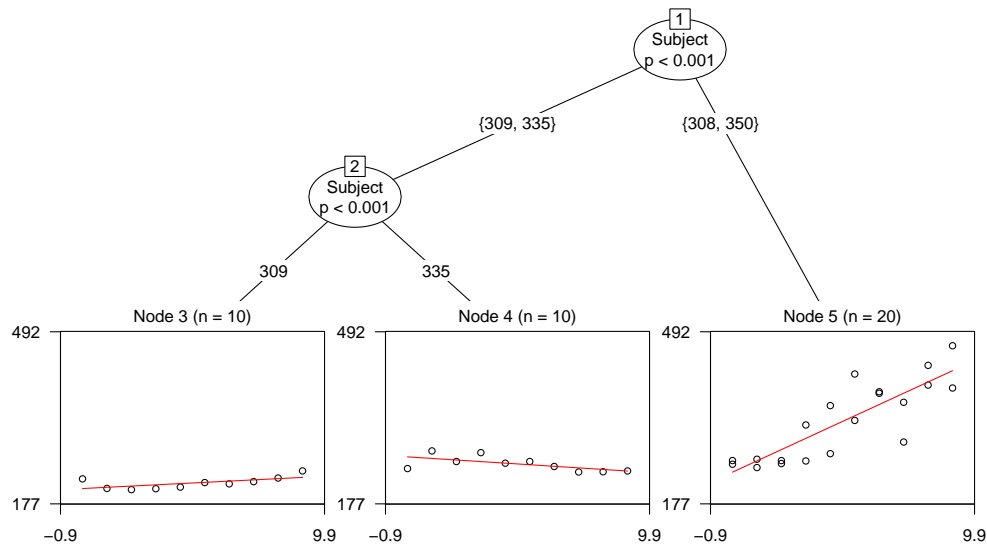 1
Subject
p < 0.001
{309, 335}
{308, 350}
2
Subject
p < 0.001
309
335
Node 3 (n = 10)
492
177
−0.9
9.9
Node 4 (n = 10)
492
177
−0.9
9.9
Node 5 (n = 20)
492
177
−0.9
9.9